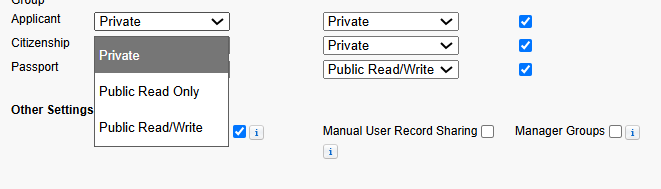 Group
Applicant Private Private
Citizenship Private
Private
Passport Public Read/Write
Public Read Only
Other Settings
Public Read/Write
Manual User Record Sharing Manager Groups